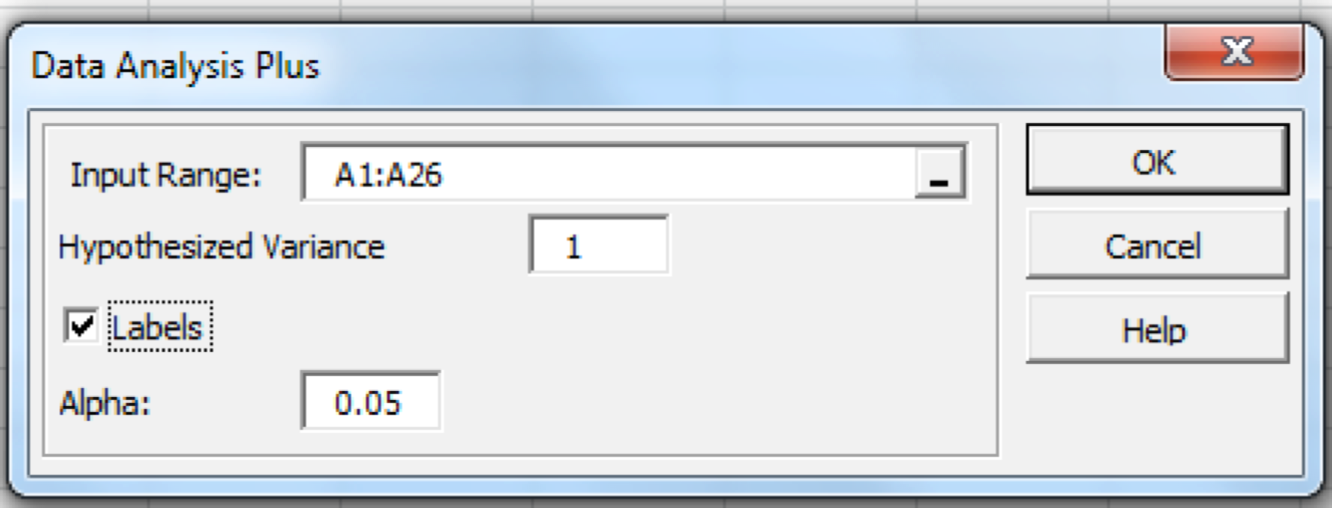 Data Analysis Plus
Input Range: A1:A26
OK
Hypothesized Variance 1
Cancel
Labels
Help
Alpha: 0.05